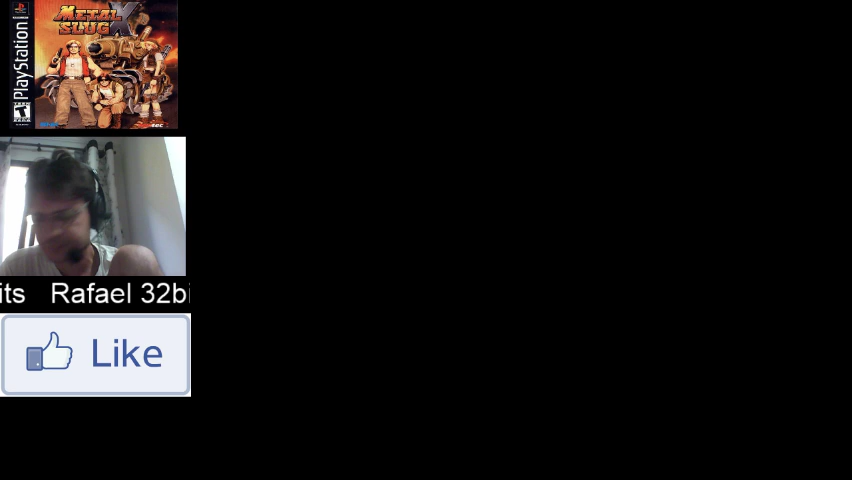 PlayStation
METAL
SLUG X
its Rafael 32bi
Like